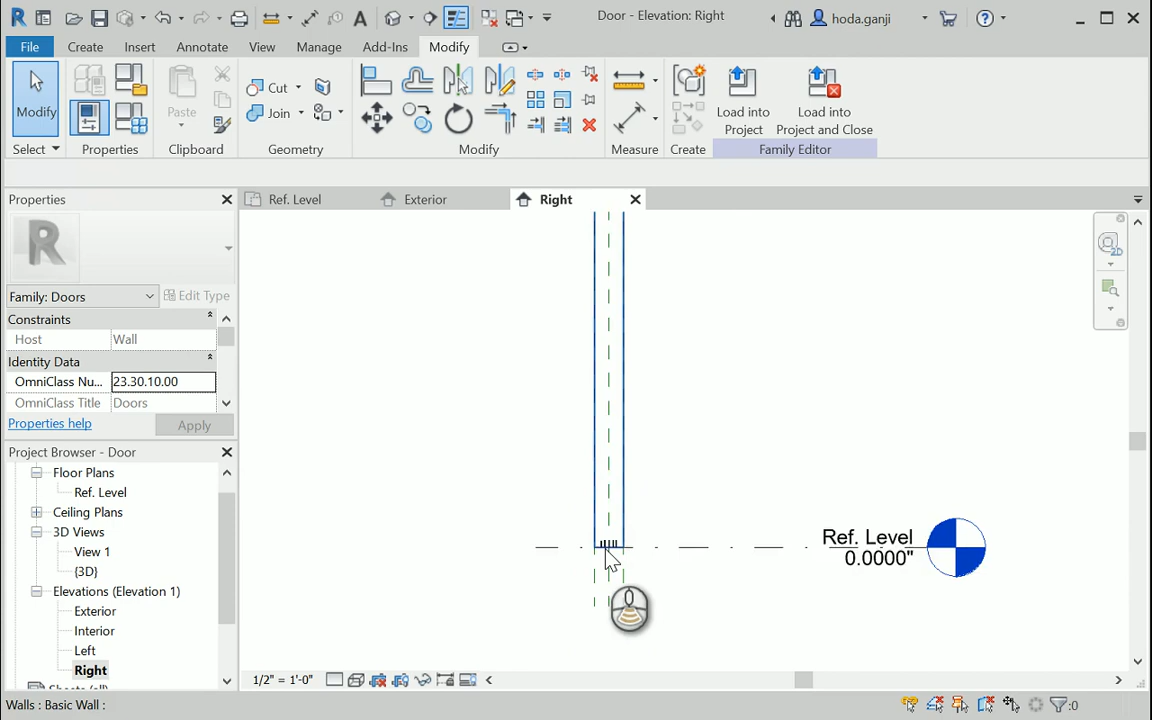 Door - Elevation: Right
hoda.ganji
File
Create
Insert
Annotate
View
Manage
Add-Ins
Modify
Modify
Paste
Cut
Join
Load into
Project
Load into
Project and Close
Select
Properties
Clipboard
Geometry
Modify
Measure
Create
Family Editor
Properties
Ref. Level
Exterior
Right
R
Family: Doors
Edit Type
Constraints
Host
Wall
Identity Data
OmniClass Nu...
23.30.10.00
OmniClass Title
Doors
Properties help
Apply
Project Browser - Door
Floor Plans
Ref. Level
Ceiling Plans
3D Views
View 1
{3D}
Elevations (Elevation 1)
Exterior
Interior
Left
Right
Sheets (all)
Ref. Level
0.0000"
2D
1/2" = 1'-0"
Walls : Basic Wall :
:0